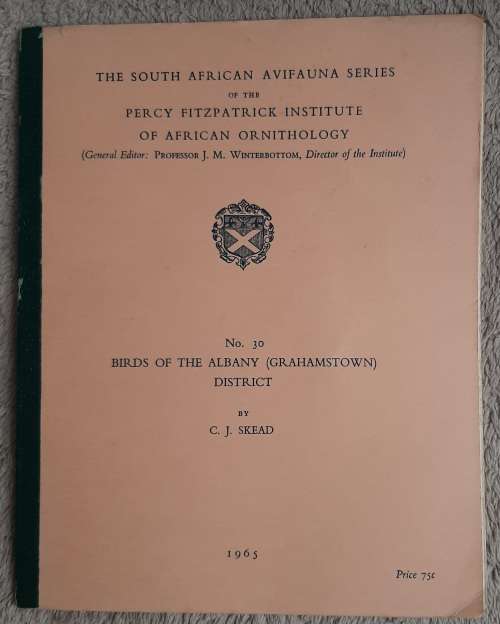 THE SOUTH AFRICAN AVIFAUNA SERIES
OF THE
PERCY FITZPATRICK INSTITUTE
OF AFRICAN ORNITHOLOGY
(General Editor: PROFESSOR J. M. WINTERBOTTOM, Director of the Institute)
No. 30
BIRDS OF THE ALBANY (GRAHAMSTOWN)
DISTRICT
BY
C. J. SKEAD
1965
Price 75c